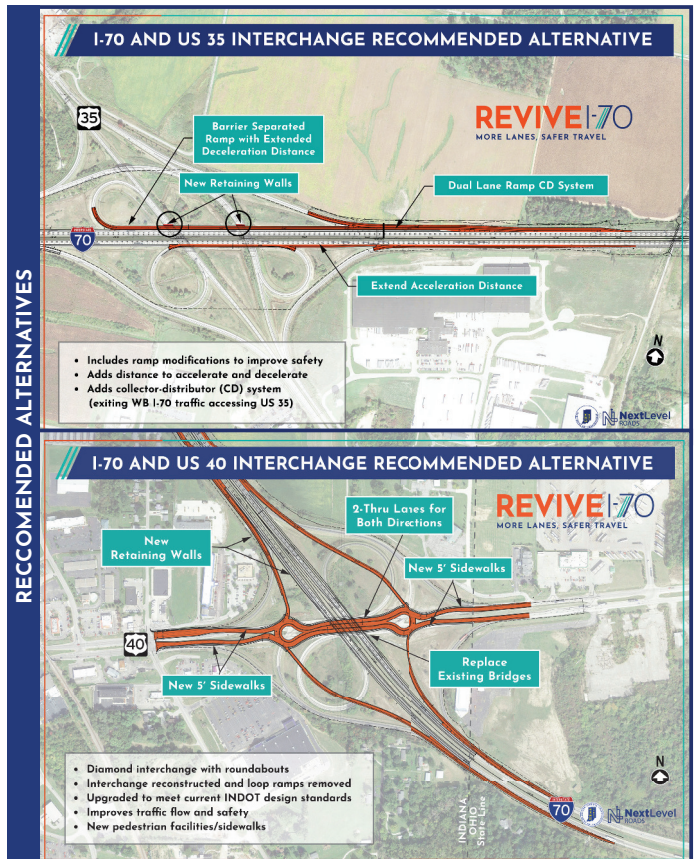 RECCOMENDED ALTERNATIVES
I-70 AND US 35 INTERCHANGE RECOMMENDED ALTERNATIVE
35
REVIVE I-70
MORE LANES, SAFER TRAVEL
Barrier Separated
Ramp with Extended
Deceleration Distance
New Retaining Walls
Dual Lane Ramp CD System
INTERSTATE
70
Extend Acceleration Distance
N
• Includes ramp modifications to improve safety
• Adds distance to accelerate and decelerate
• Adds collector-distributor (CD) system
(exiting WB I-70 traffic accessing US 35)
NextLevel
ROADS
I-70 AND US 40 INTERCHANGE RECOMMENDED ALTERNATIVE
REVIVE I-70
MORE LANES, SAFER TRAVEL
2-Thru Lanes for
Both Directions
New
Retaining Walls
New 5' Sidewalks
40
New 5' Sidewalks
Replace
Existing Bridges
• Diamond interchange with roundabouts
• Interchange reconstructed and loop ramps removed
• Upgraded to meet current INDOT design standards
• Improves traffic flow and safety
• New pedestrian facilities/sidewalks
INDIANA
OHIO
State Line
N
INTERSTATE
70
NextLevel
ROADS